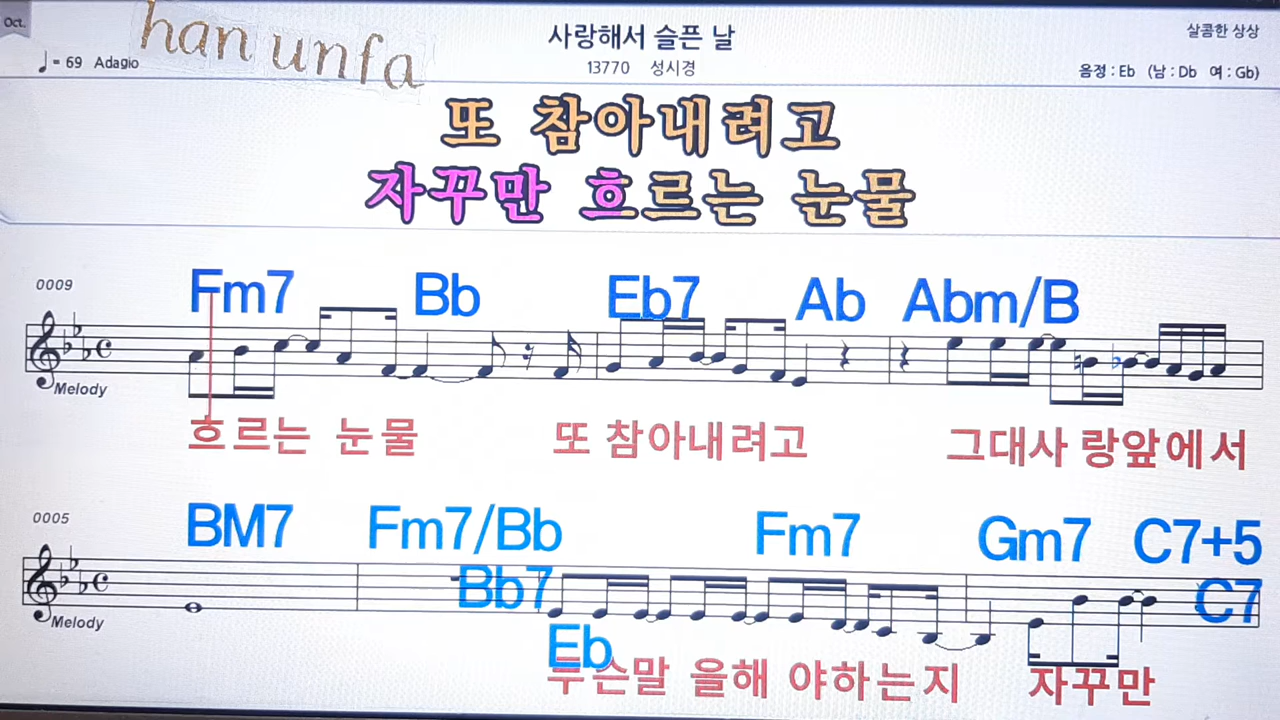 Oct.
han unfa
사랑해서 슬픈 날
살콤한 상상
♩= 69 Adagio
13770 성시경
음정 : Eb (남 : Db 여 : Gb)
또 참아내려고
자꾸만 흐르는 눈물
0009
Fm7 Bb Eb7 Ab Abm/B
Melody
흐르는 눈물 또 참아내려고 그대사 랑앞에서
0005
BM7 Fm7/Bb Fm7 Gm7 C7+5
Bb7 C7
Melody
Eb
무슨말 을해 야하는지 자꾸만